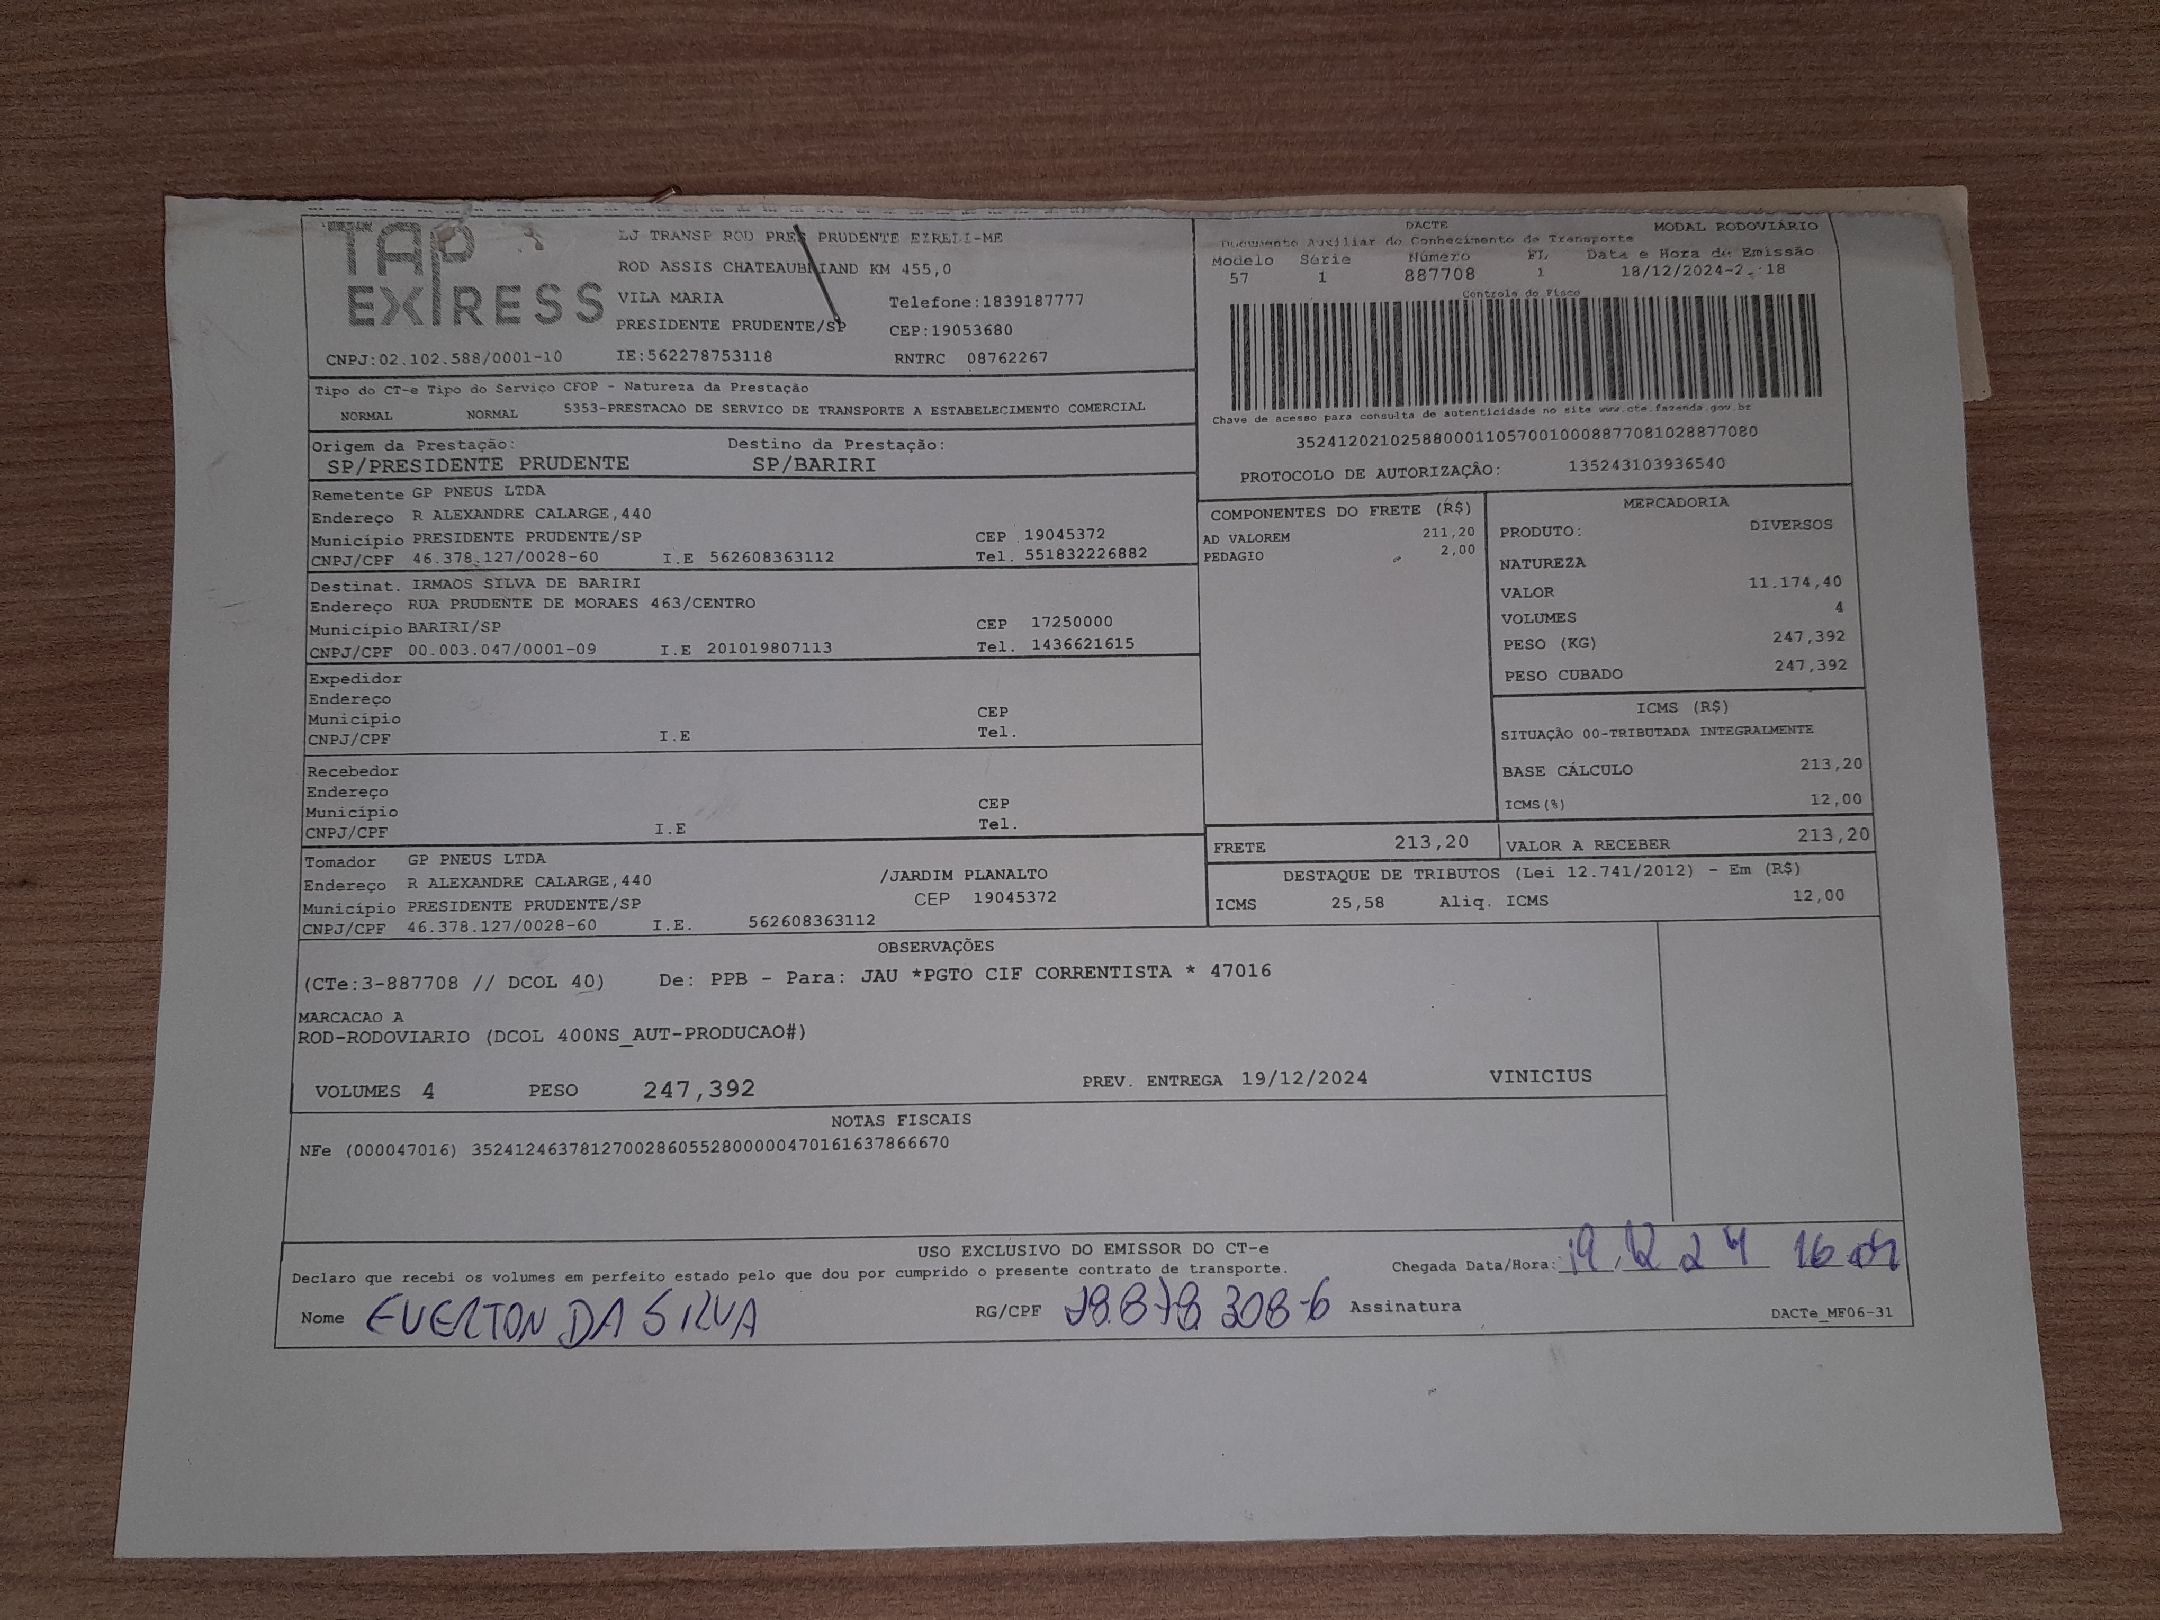 TAP
EXPRESS
CNPJ:02.102.588/0001-10
LJ TRANSP ROD PRES PRUDENTE EIRELI-ME
ROD ASSIS CHATEAUBRIAND KM 455,0
VILA MARIA Telefone:1839187777
PRESIDENTE PRUDENTE/SP CEP:19053680
IE:562278753118 RNTRC 08762267
DACTE MODAL RODOVIÁRIO
Documento Auxiliar do Conhecimento de Transporte
Modelo Série Número FL Data e Hora de Emissão
57 1 887708 1 18/12/2024
Controle do Fisco
Chave de acesso para consulta de autenticidade no site www.cte.fazenda.gov.br
35241202102588000110570010008877081028877080
PROTOCOLO DE AUTORIZAÇÃO: 135243103936540
Tipo do CT-e Tipo do Serviço CFOP - Natureza da Prestação
NORMAL NORMAL 5353-PRESTACAO DE SERVICO DE TRANSPORTE A ESTABELECIMENTO COMERCIAL
Origem da Prestação: Destino da Prestação:
SP/PRESIDENTE PRUDENTE SP/BARIRI
Remetente GP PNEUS LTDA
Endereço R ALEXANDRE CALARGE,440
Município PRESIDENTE PRUDENTE/SP CEP 19045372
CNPJ/CPF 46.378.127/0028-60 I.E 562608363112 Tel. 551832226882
Destinat. IRMAOS SILVA DE BARIRI
Endereço RUA PRUDENTE DE MORAES 463/CENTRO
Município BARIRI/SP CEP 17250000
CNPJ/CPF 00.003.047/0001-09 I.E 201019807113 Tel. 1436621615
Expedidor
Endereço
Município CEP
CNPJ/CPF I.E Tel.
Recebedor
Endereço
Município CEP
CNPJ/CPF I.E Tel.
Tomador GP PNEUS LTDA
Endereço R ALEXANDRE CALARGE,440 /JARDIM PLANALTO
Município PRESIDENTE PRUDENTE/SP CEP 19045372
CNPJ/CPF 46.378.127/0028-60 I.E. 562608363112
COMPONENTES DO FRETE (R$)
AD VALOREM 211,20
PEDAGIO 2,00
MERCADORIA
PRODUTO: DIVERSOS
NATUREZA
VALOR 11.174,40
VOLUMES 4
PESO (KG) 247,392
PESO CUBADO 247,392
ICMS (R$)
SITUAÇÃO 00-TRIBUTADA INTEGRALMENTE
BASE CÁLCULO 213,20
ICMS(%) 12,00
FRETE 213,20 VALOR A RECEBER 213,20
DESTAQUE DE TRIBUTOS (Lei 12.741/2012) - Em (R$)
ICMS 25,58 Aliq. ICMS 12,00
OBSERVAÇÕES
(CTe:3-887708 // DCOL 40) De: PPB - Para: JAU *PGTO CIF CORRENTISTA * 47016
MARCACAO A
ROD-RODOVIARIO (DCOL 400NS_AUT-PRODUCAO#)
VOLUMES 4 PESO 247,392 PREV. ENTREGA 19/12/2024 VINICIUS
NOTAS FISCAIS
NFe (000047016) 35241246378127002860552800000470161637866670
USO EXCLUSIVO DO EMISSOR DO CT-e
Declaro que recebi os volumes em perfeito estado pelo que dou por cumprido o presente contrato de transporte. Chegada Data/Hora: 19 12 24 16
Nome EVERTON DA SILVA RG/CPF Assinatura DACTe_MF06-31